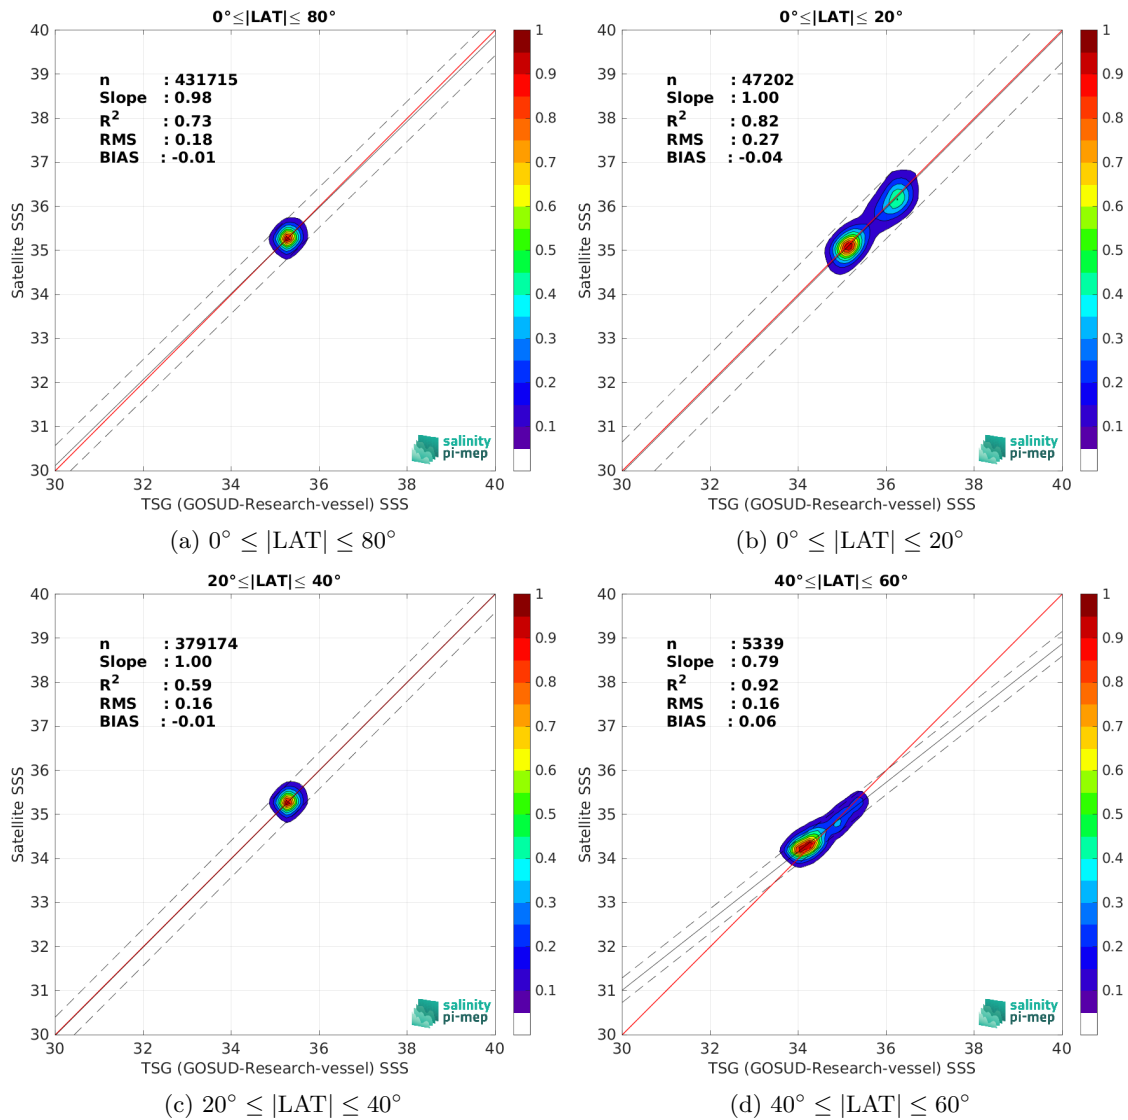 0°≤|LAT|≤ 80°
40
39
38
37
36
35
34
33
32
31
30
Satellite SSS
n : 431715
Slope : 0.98
R2 : 0.73
RMS : 0.18
BIAS : -0.01
salinity
pi-mep
30 32 34 36 38 40
TSG (GOSUD-Research-vessel) SSS
1
0.9
0.8
0.7
0.6
0.5
0.4
0.3
0.2
0.1
(a) 0° ≤ |LAT| ≤ 80°
0°≤|LAT|≤ 20°
40
39
38
37
36
35
34
33
32
31
30
Satellite SSS
n : 47202
Slope : 1.00
R2 : 0.82
RMS : 0.27
BIAS : -0.04
salinity
pi-mep
30 32 34 36 38 40
TSG (GOSUD-Research-vessel) SSS
1
0.9
0.8
0.7
0.6
0.5
0.4
0.3
0.2
0.1
(b) 0° ≤ |LAT| ≤ 20°
20°≤|LAT|≤ 40°
40
39
38
37
36
35
34
33
32
31
30
Satellite SSS
n : 379174
Slope : 1.00
R2 : 0.59
RMS : 0.16
BIAS : -0.01
salinity
pi-mep
30 32 34 36 38 40
TSG (GOSUD-Research-vessel) SSS
1
0.9
0.8
0.7
0.6
0.5
0.4
0.3
0.2
0.1
(c) 20° ≤ |LAT| ≤ 40°
40°≤|LAT|≤ 60°
40
39
38
37
36
35
34
33
32
31
30
Satellite SSS
n : 5339
Slope : 0.79
R2 : 0.92
RMS : 0.16
BIAS : 0.06
salinity
pi-mep
30 32 34 36 38 40
TSG (GOSUD-Research-vessel) SSS
1
0.9
0.8
0.7
0.6
0.5
0.4
0.3
0.2
0.1
(d) 40° ≤ |LAT| ≤ 60°